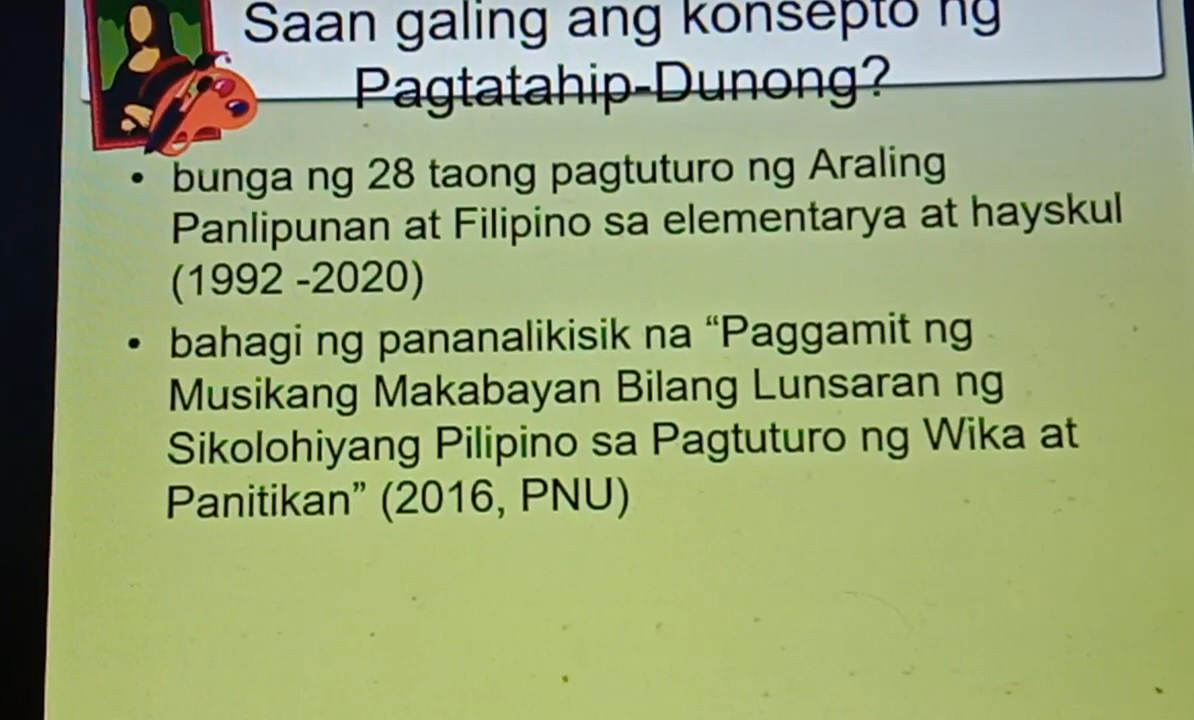 Saan galing ang konsepto ng
Pagtatahip-Dunong?
• bunga ng 28 taong pagtuturo ng Araling
Panlipunan at Filipino sa elementarya at hayskul
(1992 -2020)
• bahagi ng pananalikisik na “Paggamit ng
Musikang Makabayan Bilang Lunsaran ng
Sikolohiyang Pilipino sa Pagtuturo ng Wika at
Panitikan” (2016, PNU)